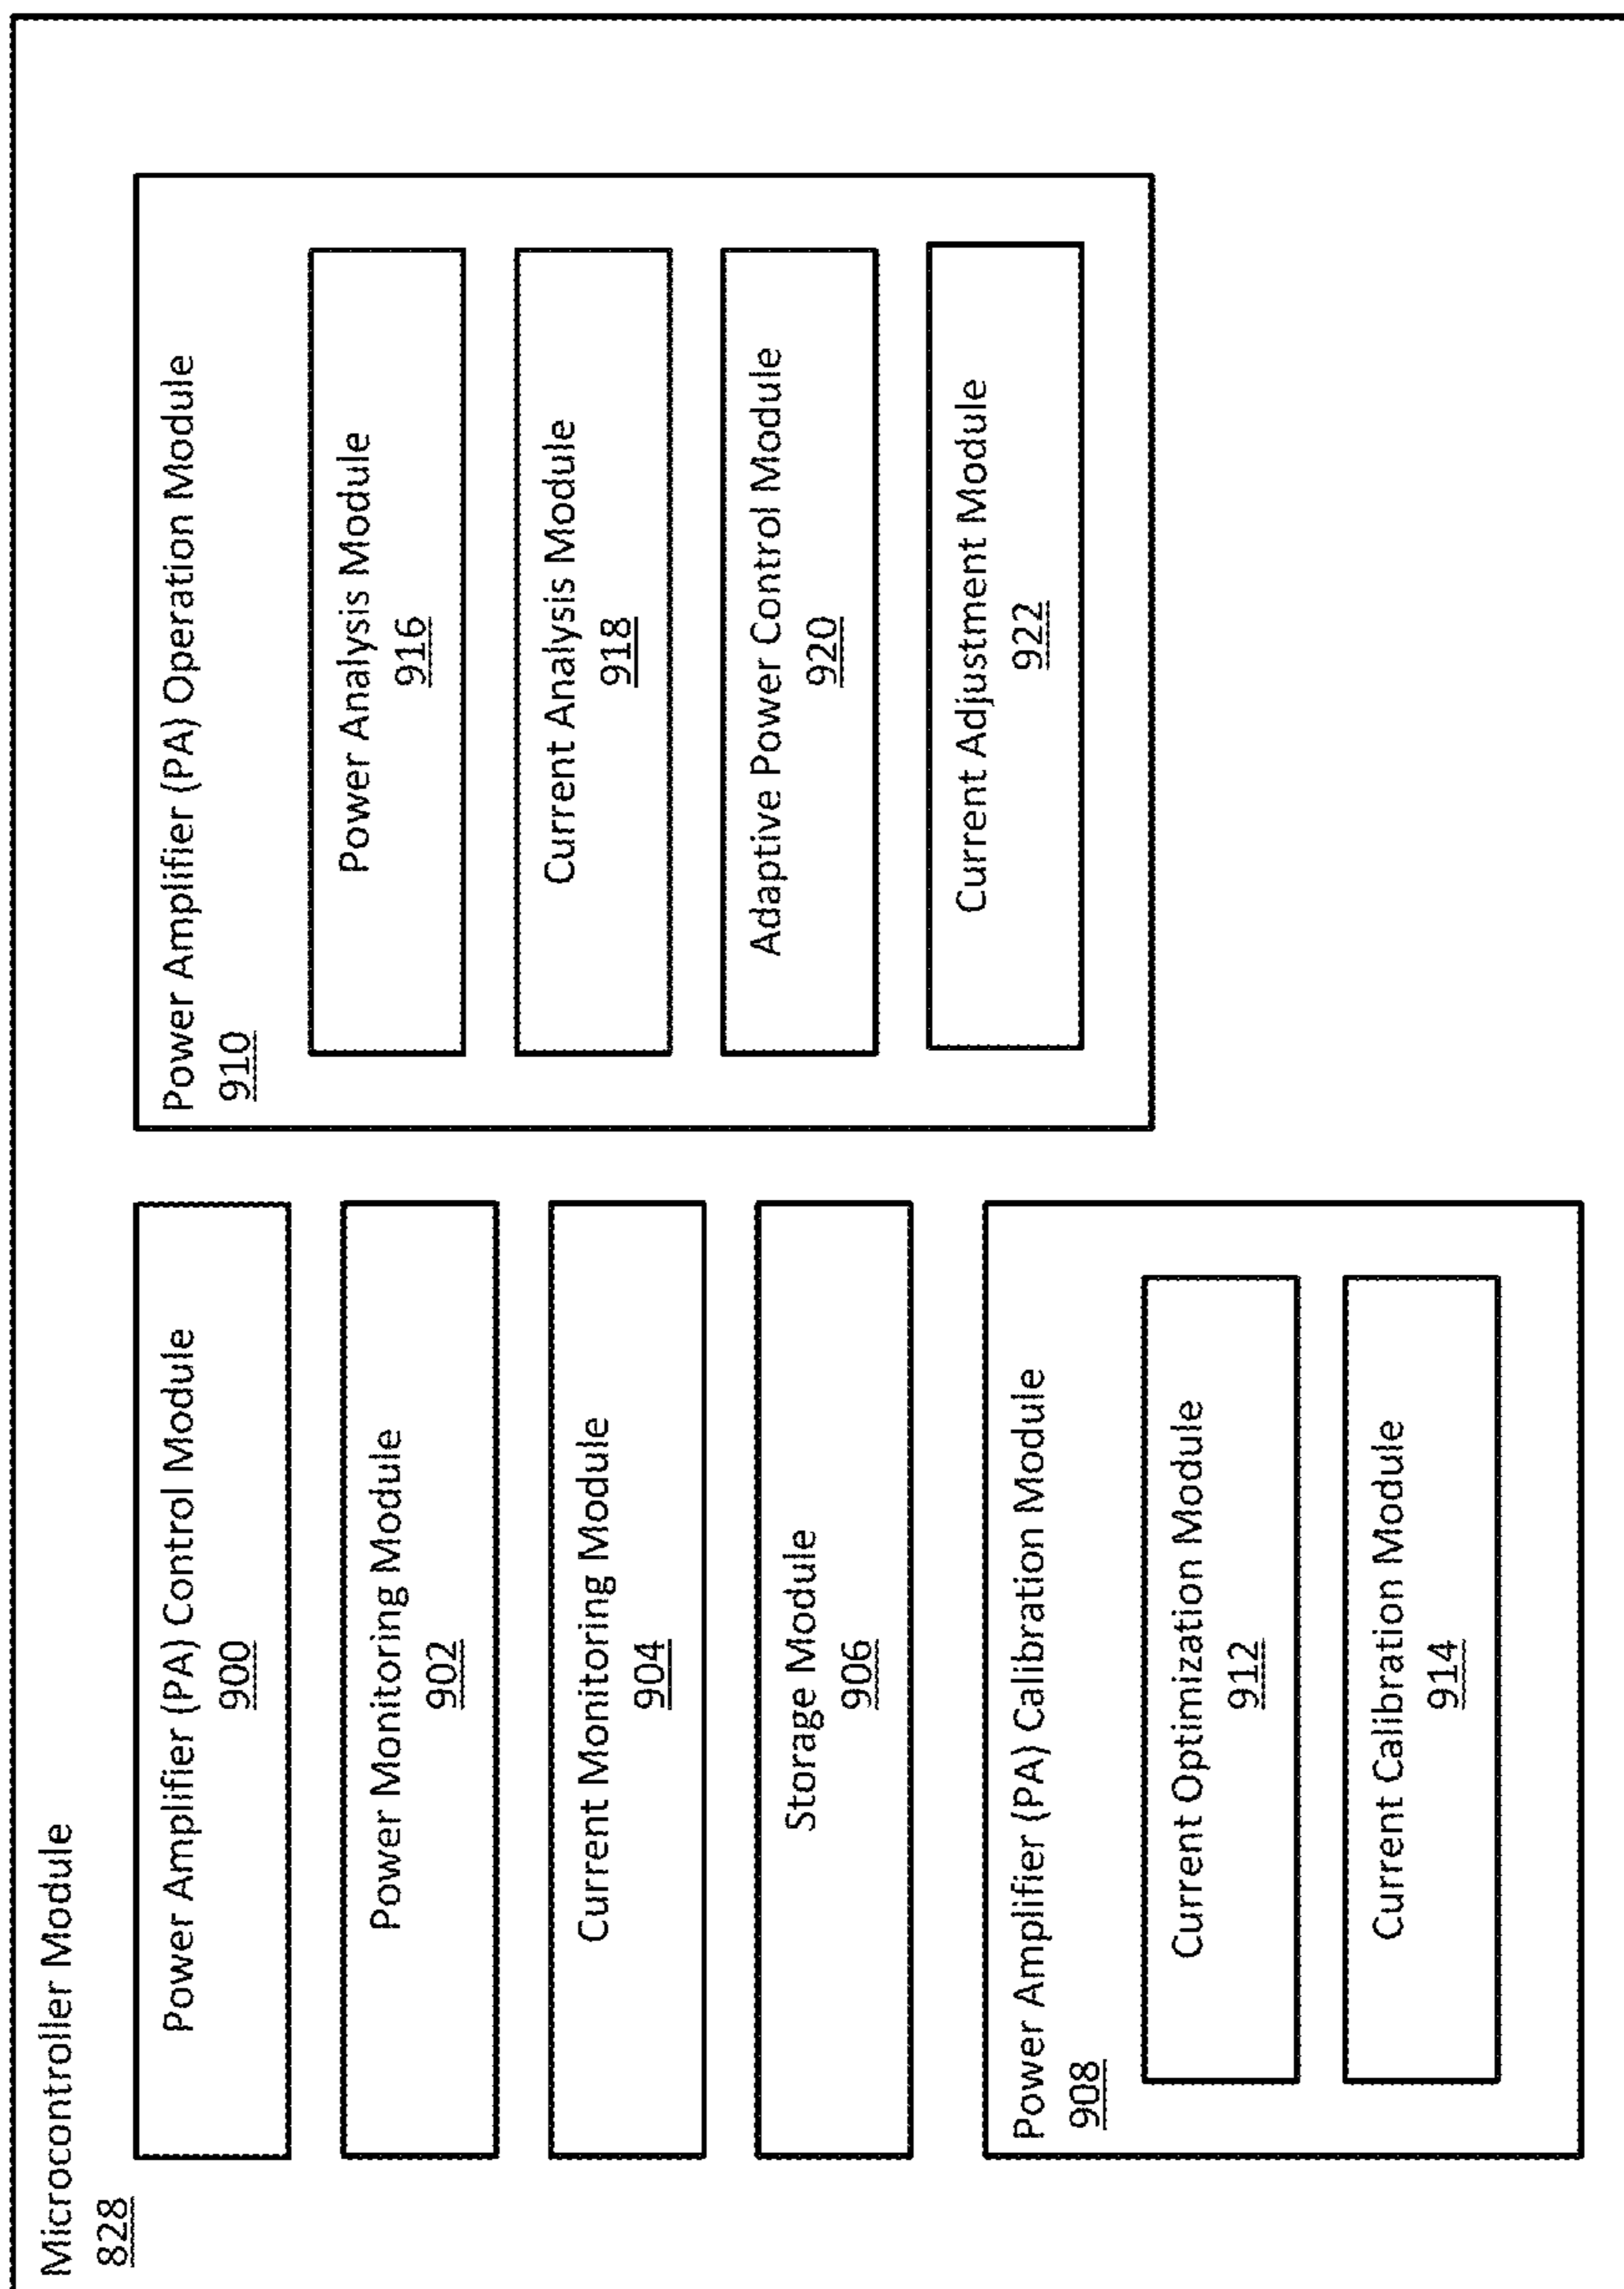 Microcontroller Module
828
Power Amplifier (PA) Control Module
900
Power Monitoring Module
902
Current Monitoring Module
904
Storage Module
906
Power Amplifier (PA) Calibration Module
908
Current Optimization Module
912
Current Calibration Module
914
Power Amplifier (PA) Operation Module
910
Power Analysis Module
916
Current Analysis Module
918
Adaptive Power Control Module
920
Current Adjustment Module
922